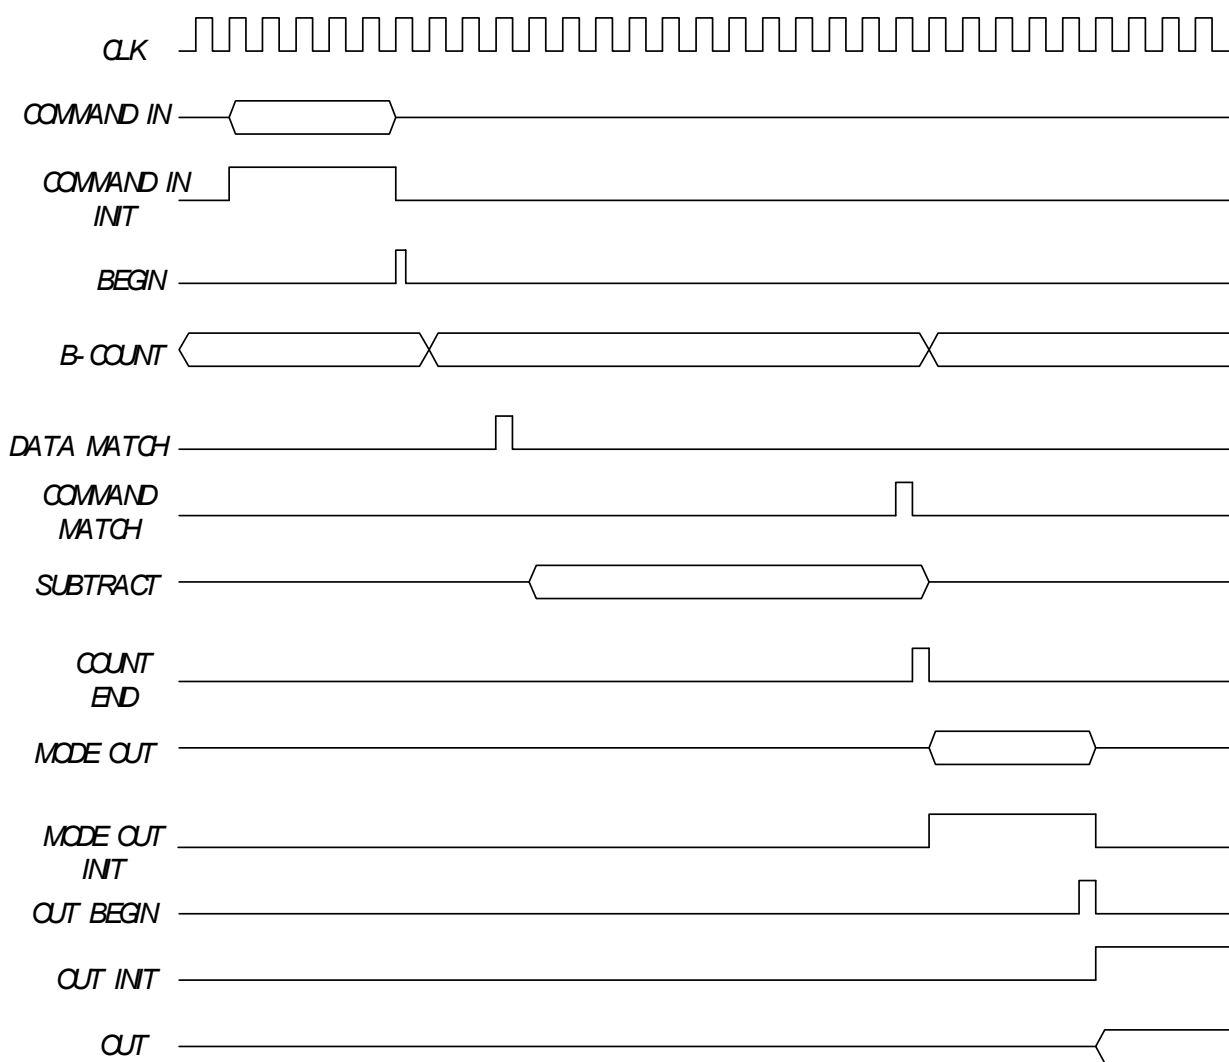 CLK
COMMAND IN
COMMAND IN
INIT
BEGIN
B-COUNT
DATA MATCH
COMMAND
MATCH
SUBTRACT
COUNT
END
MODE OUT
MODE OUT
INIT
OUT BEGIN
OUT INIT
OUT